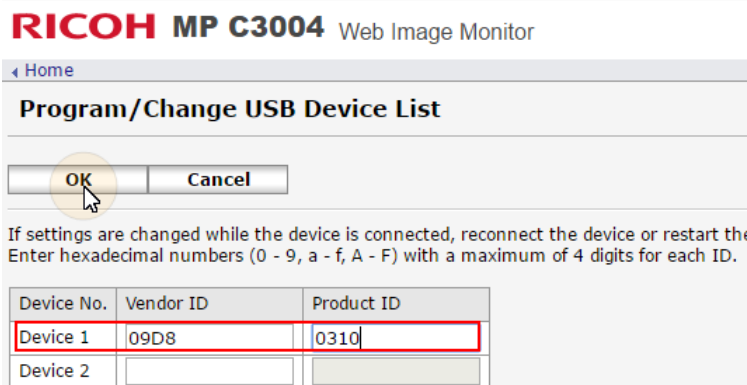 RICOH MP C3004 Web Image Monitor
Home
Program/Change USB Device List
OK Cancel
If settings are changed while the device is connected, reconnect the device or restart the
Enter hexadecimal numbers (0 - 9, a - f, A - F) with a maximum of 4 digits for each ID.
Device No. Vendor ID Product ID
Device 1 09D8 0310
Device 2